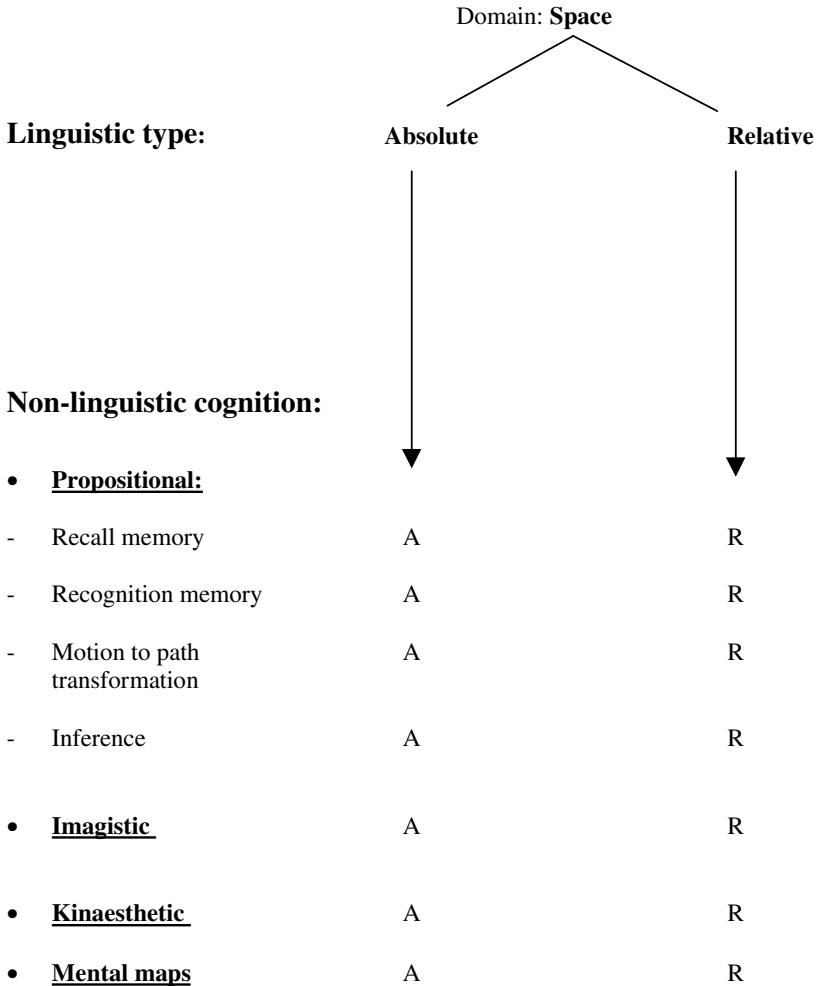 Domain: Space
Linguistic type: Absolute Relative
Non-linguistic cognition:
• Propositional:
- Recall memory A R
- Recognition memory A R
- Motion to path A R
transformation
- Inference A R
• Imagistic A R
• Kinaesthetic A R
• Mental maps A R